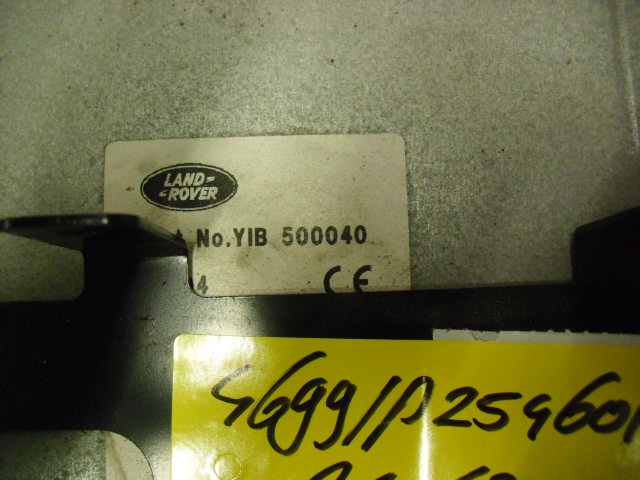 LAND-
-ROVER
t No.YIB 500040
4 CE
SG99/P254601